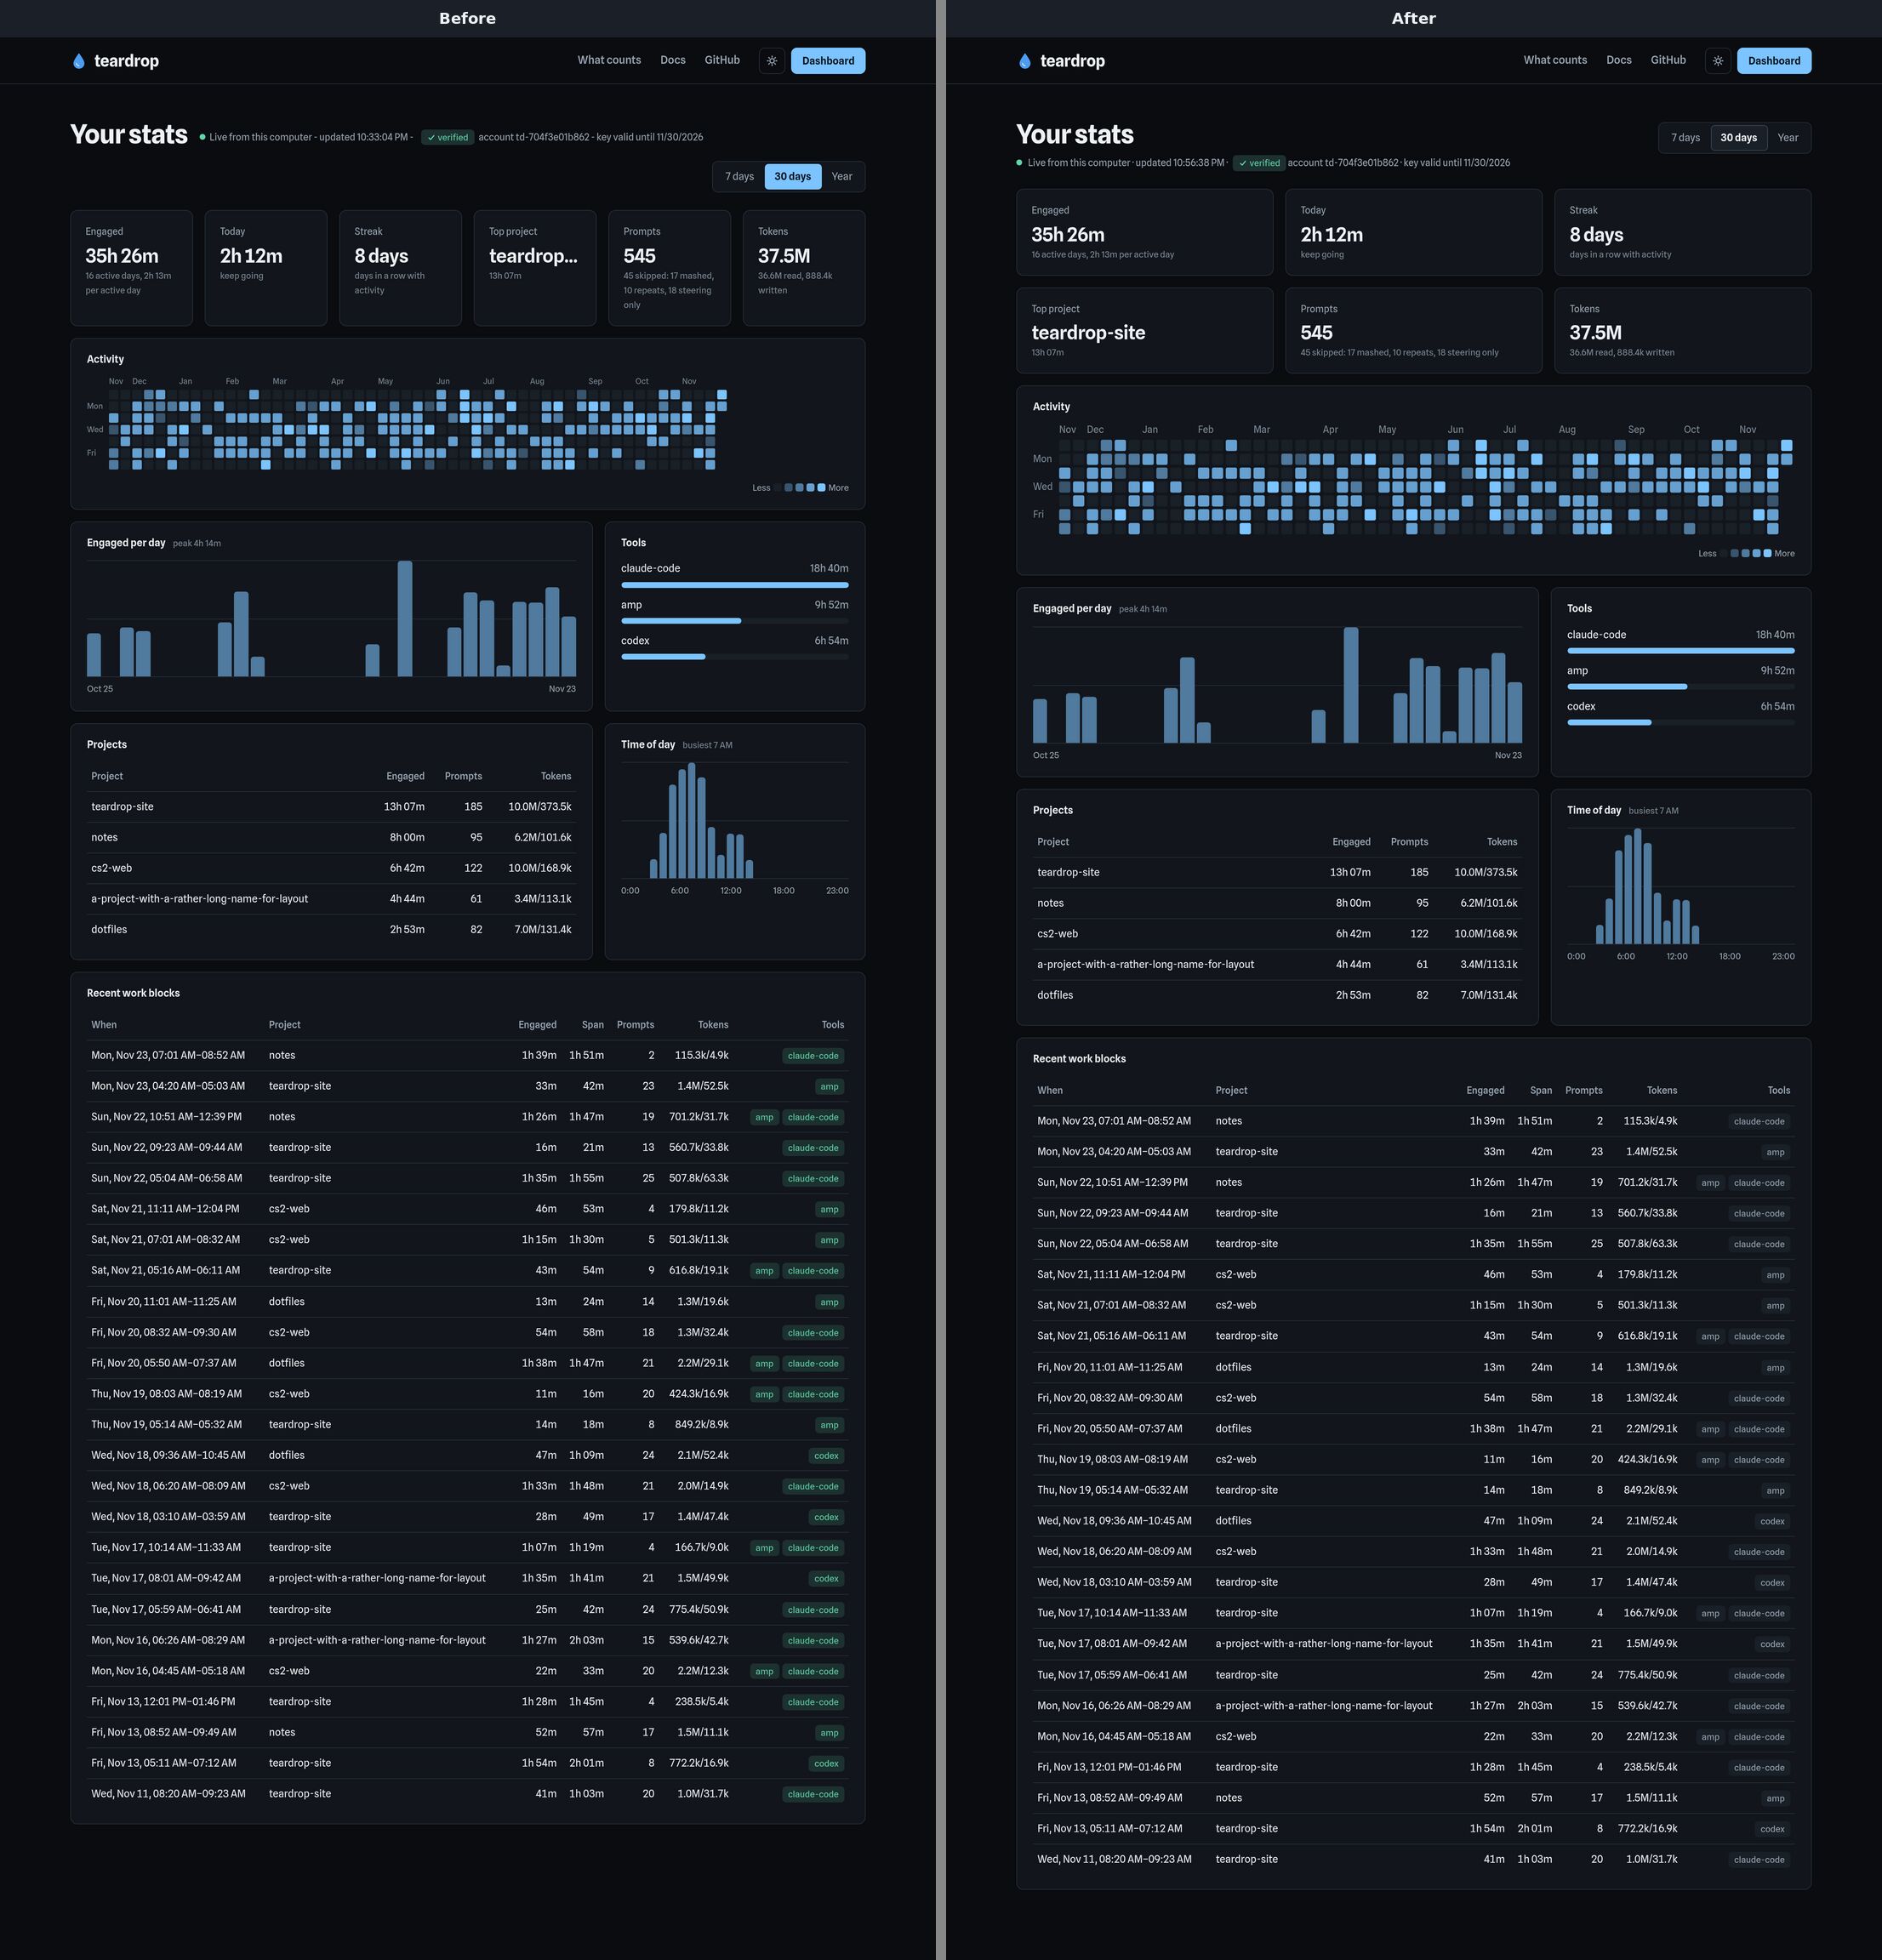 Before
teardrop
What counts Docs GitHub Dashboard
Your stats Live from this computer - updated 10:33:04 PM - verified account td-704f3e01b862 - key valid until 11/30/2026
7 days 30 days Year
Engaged Today Streak Top project Prompts Tokens
35h 26m 2h 12m 8 days teardrop... 545 37.5M
16 active days, 2h 13m keep going days in a row with 13h 07m 45 skipped: 17 mashed, 36.6M read, 888.4k
per active day activity 10 repeats, 18 steering written
only
Activity
Nov Dec Jan Feb Mar Apr May Jun Jul Aug Sep Oct Nov
Mon
Wed
Fri
Less More
Engaged per day peak 4h 14m
Oct 25 Nov 23
Tools
claude-code 18h 40m
amp 9h 52m
codex 6h 54m
Projects
Project Engaged Prompts Tokens
teardrop-site 13h 07m 185 10.0M/373.5k
notes 8h 00m 95 6.2M/101.6k
cs2-web 6h 42m 122 10.0M/168.9k
a-project-with-a-rather-long-name-for-layout 4h 44m 61 3.4M/113.1k
dotfiles 2h 53m 82 7.0M/131.4k
Time of day busiest 7 AM
0:00 6:00 12:00 18:00 23:00
Recent work blocks
When Project Engaged Span Prompts Tokens Tools
Mon, Nov 23, 07:01 AM–08:52 AM notes 1h 39m 1h 51m 2 115.3k/4.9k claude-code
Mon, Nov 23, 04:20 AM–05:03 AM teardrop-site 33m 42m 23 1.4M/52.5k amp
Sun, Nov 22, 10:51 AM–12:39 PM notes 1h 26m 1h 47m 19 701.2k/31.7k amp claude-code
Sun, Nov 22, 09:23 AM–09:44 AM teardrop-site 16m 21m 13 560.7k/33.8k claude-code
Sun, Nov 22, 05:04 AM–06:58 AM teardrop-site 1h 35m 1h 55m 25 507.8k/63.3k claude-code
Sat, Nov 21, 11:11 AM–12:04 PM cs2-web 46m 53m 4 179.8k/11.2k amp
Sat, Nov 21, 07:01 AM–08:32 AM cs2-web 1h 15m 1h 30m 5 501.3k/11.3k amp
Sat, Nov 21, 05:16 AM–06:11 AM teardrop-site 43m 54m 9 616.8k/19.1k amp claude-code
Fri, Nov 20, 11:01 AM–11:25 AM dotfiles 13m 24m 14 1.3M/19.6k amp
Fri, Nov 20, 08:32 AM–09:30 AM cs2-web 54m 58m 18 1.3M/32.4k claude-code
Fri, Nov 20, 05:50 AM–07:37 AM dotfiles 1h 38m 1h 47m 21 2.2M/29.1k amp claude-code
Thu, Nov 19, 08:03 AM–08:19 AM cs2-web 11m 16m 20 424.3k/16.9k amp claude-code
Thu, Nov 19, 05:14 AM–05:32 AM teardrop-site 14m 18m 8 849.2k/8.9k amp
Wed, Nov 18, 09:36 AM–10:45 AM dotfiles 47m 1h 09m 24 2.1M/52.4k codex
Wed, Nov 18, 06:20 AM–08:09 AM cs2-web 1h 33m 1h 48m 21 2.0M/14.9k claude-code
Wed, Nov 18, 03:10 AM–03:59 AM teardrop-site 28m 49m 17 1.4M/47.4k codex
Tue, Nov 17, 10:14 AM–11:33 AM teardrop-site 1h 07m 1h 19m 4 166.7k/9.0k amp claude-code
Tue, Nov 17, 08:01 AM–09:42 AM a-project-with-a-rather-long-name-for-layout 1h 35m 1h 41m 21 1.5M/49.9k codex
Tue, Nov 17, 05:59 AM–06:41 AM teardrop-site 25m 42m 24 775.4k/50.9k claude-code
Mon, Nov 16, 06:26 AM–08:29 AM a-project-with-a-rather-long-name-for-layout 1h 27m 2h 03m 15 539.6k/42.7k claude-code
Mon, Nov 16, 04:45 AM–05:18 AM cs2-web 22m 33m 20 2.2M/12.3k amp claude-code
Fri, Nov 13, 12:01 PM–01:46 PM teardrop-site 1h 28m 1h 45m 4 238.5k/5.4k claude-code
Fri, Nov 13, 08:52 AM–09:49 AM notes 52m 57m 17 1.5M/11.1k amp
Fri, Nov 13, 05:11 AM–07:12 AM teardrop-site 1h 54m 2h 01m 8 772.2k/16.9k codex
Wed, Nov 11, 08:20 AM–09:23 AM teardrop-site 41m 1h 03m 20 1.0M/31.7k claude-code
After
teardrop
What counts Docs GitHub Dashboard
Your stats
7 days 30 days Year
Live from this computer · updated 10:56:38 PM · verified account td-704f3e01b862 · key valid until 11/30/2026
Engaged Today Streak
35h 26m 2h 12m 8 days
16 active days, 2h 13m per active day keep going days in a row with activity
Top project Prompts Tokens
teardrop-site 545 37.5M
13h 07m 45 skipped: 17 mashed, 10 repeats, 18 steering only 36.6M read, 888.4k written
Activity
Nov Dec Jan Feb Mar Apr May Jun Jul Aug Sep Oct Nov
Mon
Wed
Fri
Less More
Engaged per day peak 4h 14m
Oct 25 Nov 23
Tools
claude-code 18h 40m
amp 9h 52m
codex 6h 54m
Projects
Project Engaged Prompts Tokens
teardrop-site 13h 07m 185 10.0M/373.5k
notes 8h 00m 95 6.2M/101.6k
cs2-web 6h 42m 122 10.0M/168.9k
a-project-with-a-rather-long-name-for-layout 4h 44m 61 3.4M/113.1k
dotfiles 2h 53m 82 7.0M/131.4k
Time of day busiest 7 AM
0:00 6:00 12:00 18:00 23:00
Recent work blocks
When Project Engaged Span Prompts Tokens Tools
Mon, Nov 23, 07:01 AM–08:52 AM notes 1h 39m 1h 51m 2 115.3k/4.9k claude-code
Mon, Nov 23, 04:20 AM–05:03 AM teardrop-site 33m 42m 23 1.4M/52.5k amp
Sun, Nov 22, 10:51 AM–12:39 PM notes 1h 26m 1h 47m 19 701.2k/31.7k amp claude-code
Sun, Nov 22, 09:23 AM–09:44 AM teardrop-site 16m 21m 13 560.7k/33.8k claude-code
Sun, Nov 22, 05:04 AM–06:58 AM teardrop-site 1h 35m 1h 55m 25 507.8k/63.3k claude-code
Sat, Nov 21, 11:11 AM–12:04 PM cs2-web 46m 53m 4 179.8k/11.2k amp
Sat, Nov 21, 07:01 AM–08:32 AM cs2-web 1h 15m 1h 30m 5 501.3k/11.3k amp
Sat, Nov 21, 05:16 AM–06:11 AM teardrop-site 43m 54m 9 616.8k/19.1k amp claude-code
Fri, Nov 20, 11:01 AM–11:25 AM dotfiles 13m 24m 14 1.3M/19.6k amp
Fri, Nov 20, 08:32 AM–09:30 AM cs2-web 54m 58m 18 1.3M/32.4k claude-code
Fri, Nov 20, 05:50 AM–07:37 AM dotfiles 1h 38m 1h 47m 21 2.2M/29.1k amp claude-code
Thu, Nov 19, 08:03 AM–08:19 AM cs2-web 11m 16m 20 424.3k/16.9k amp claude-code
Thu, Nov 19, 05:14 AM–05:32 AM teardrop-site 14m 18m 8 849.2k/8.9k amp
Wed, Nov 18, 09:36 AM–10:45 AM dotfiles 47m 1h 09m 24 2.1M/52.4k codex
Wed, Nov 18, 06:20 AM–08:09 AM cs2-web 1h 33m 1h 48m 21 2.0M/14.9k claude-code
Wed, Nov 18, 03:10 AM–03:59 AM teardrop-site 28m 49m 17 1.4M/47.4k codex
Tue, Nov 17, 10:14 AM–11:33 AM teardrop-site 1h 07m 1h 19m 4 166.7k/9.0k amp claude-code
Tue, Nov 17, 08:01 AM–09:42 AM a-project-with-a-rather-long-name-for-layout 1h 35m 1h 41m 21 1.5M/49.9k codex
Tue, Nov 17, 05:59 AM–06:41 AM teardrop-site 25m 42m 24 775.4k/50.9k claude-code
Mon, Nov 16, 06:26 AM–08:29 AM a-project-with-a-rather-long-name-for-layout 1h 27m 2h 03m 15 539.6k/42.7k claude-code
Mon, Nov 16, 04:45 AM–05:18 AM cs2-web 22m 33m 20 2.2M/12.3k amp claude-code
Fri, Nov 13, 12:01 PM–01:46 PM teardrop-site 1h 28m 1h 45m 4 238.5k/5.4k claude-code
Fri, Nov 13, 08:52 AM–09:49 AM notes 52m 57m 17 1.5M/11.1k amp
Fri, Nov 13, 05:11 AM–07:12 AM teardrop-site 1h 54m 2h 01m 8 772.2k/16.9k codex
Wed, Nov 11, 08:20 AM–09:23 AM teardrop-site 41m 1h 03m 20 1.0M/31.7k claude-code